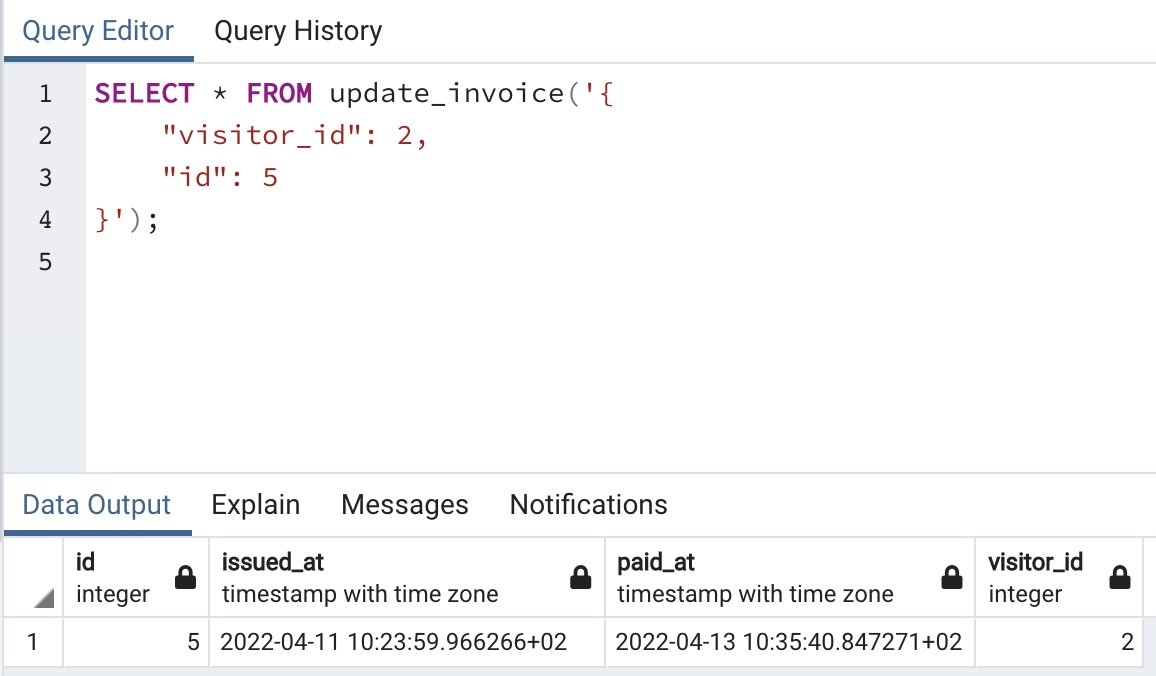 Query Editor Query History
1 SELECT * FROM update_invoice('{
2 "visitor_id": 2,
3 "id": 5
4 }');
5
Data Output Explain Messages Notifications
id issued_at paid_at visitor_id
integer timestamp with time zone timestamp with time zone integer
1 5 2022-04-11 10:23:59.966266+02 2022-04-13 10:35:40.847271+02 2